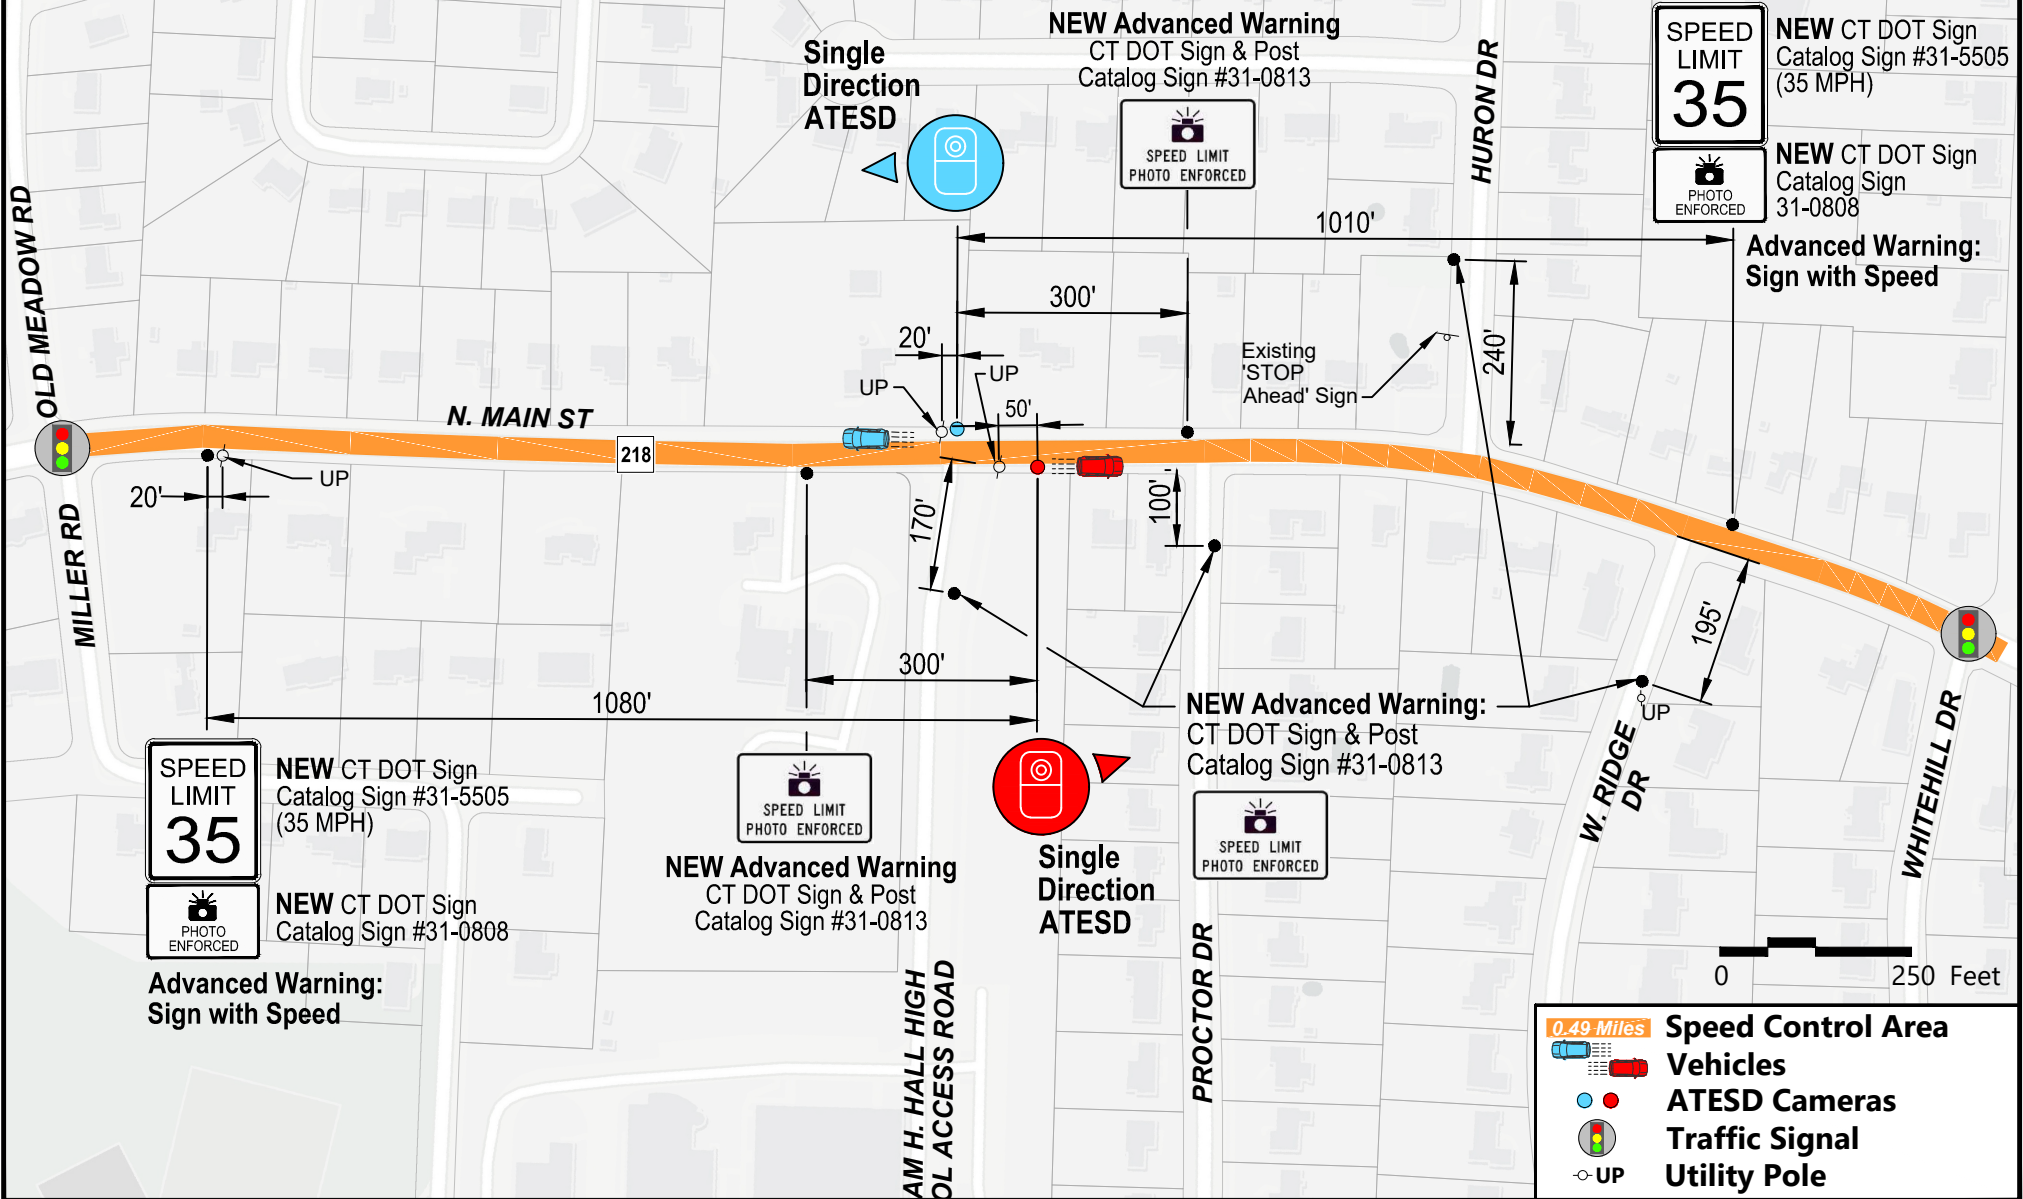 NEW Advanced Warning
CT DOT Sign & Post
Catalog Sign #31-0813
SPEED LIMIT
PHOTO ENFORCED
Single
Direction
ATESD
HURON DR
SPEED
LIMIT
35
NEW CT DOT Sign
Catalog Sign #31-5505
(35 MPH)
PHOTO
ENFORCED
NEW CT DOT Sign
Catalog Sign
31-0808
Advanced Warning:
Sign with Speed
1010'
300'
20'
UP
UP
50'
Existing
'STOP
Ahead' Sign
240'
OLD MEADOW RD
N. MAIN ST
218
UP
20'
MILLER RD
170'
100'
195'
300'
1080'
UP
NEW Advanced Warning:
CT DOT Sign & Post
Catalog Sign #31-0813
SPEED LIMIT
PHOTO ENFORCED
W. RIDGE
DR
WHITEHILL DR
SPEED
LIMIT
35
NEW CT DOT Sign
Catalog Sign #31-5505
(35 MPH)
PHOTO
ENFORCED
NEW CT DOT Sign
Catalog Sign #31-0808
Advanced Warning:
Sign with Speed
SPEED LIMIT
PHOTO ENFORCED
NEW Advanced Warning
CT DOT Sign & Post
Catalog Sign #31-0813
Single
Direction
ATESD
AM H. HALL HIGH
OL ACCESS ROAD
PROCTOR DR
0 250 Feet
0.49 Miles Speed Control Area
Vehicles
ATESD Cameras
Traffic Signal
UP Utility Pole